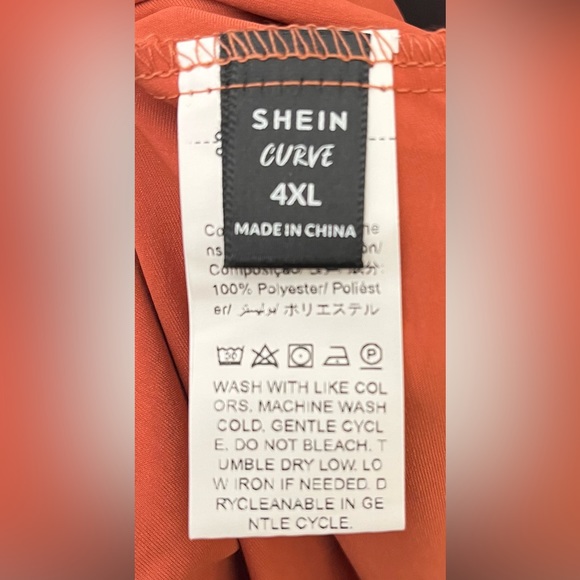 SHEIN
CURVE
4XL
MADE IN CHINA
100% Polyester/ Poliést
er/ بوليستر/ ポリエステル
WASH WITH LIKE COL
ORS. MACHINE WASH
COLD. GENTLE CYCL
E. DO NOT BLEACH. T
UMBLE DRY LOW. LO
W IRON IF NEEDED. D
RYCLEANABLE IN GE
NTLE CYCLE.